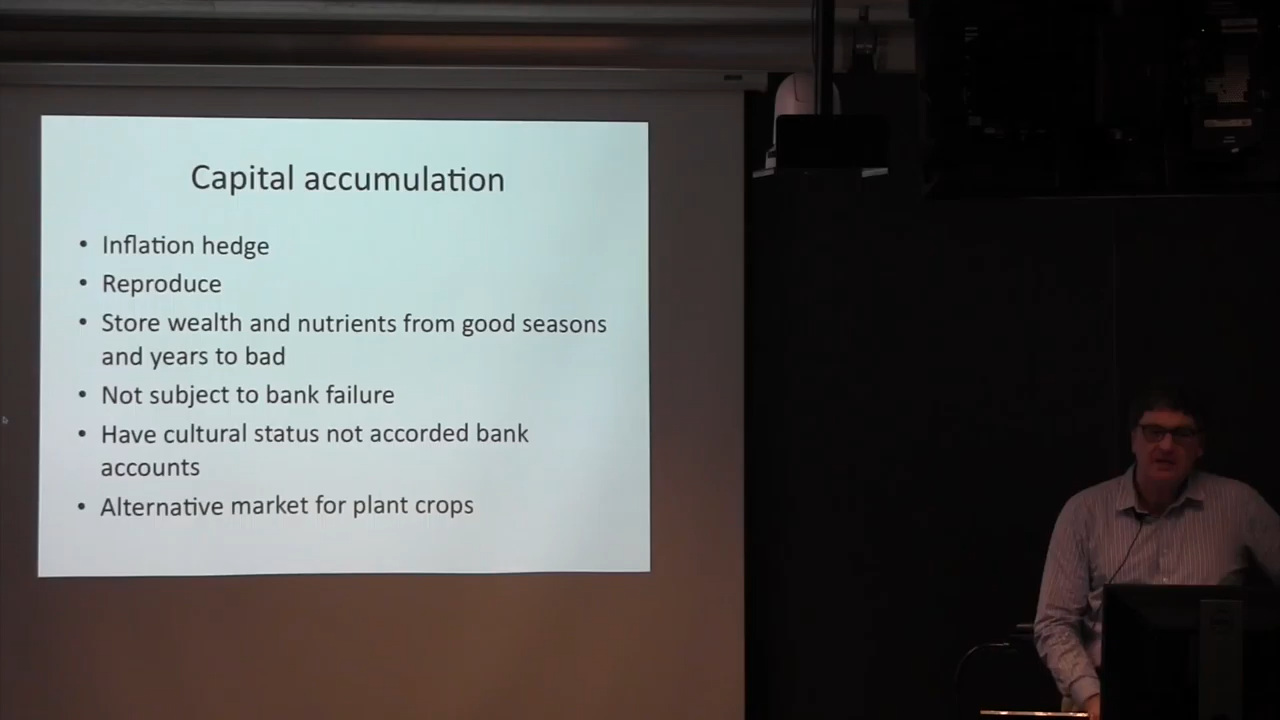 Capital accumulation
• Inflation hedge
• Reproduce
• Store wealth and nutrients from good seasons
and years to bad
• Not subject to bank failure
• Have cultural status not accorded bank
accounts
• Alternative market for plant crops